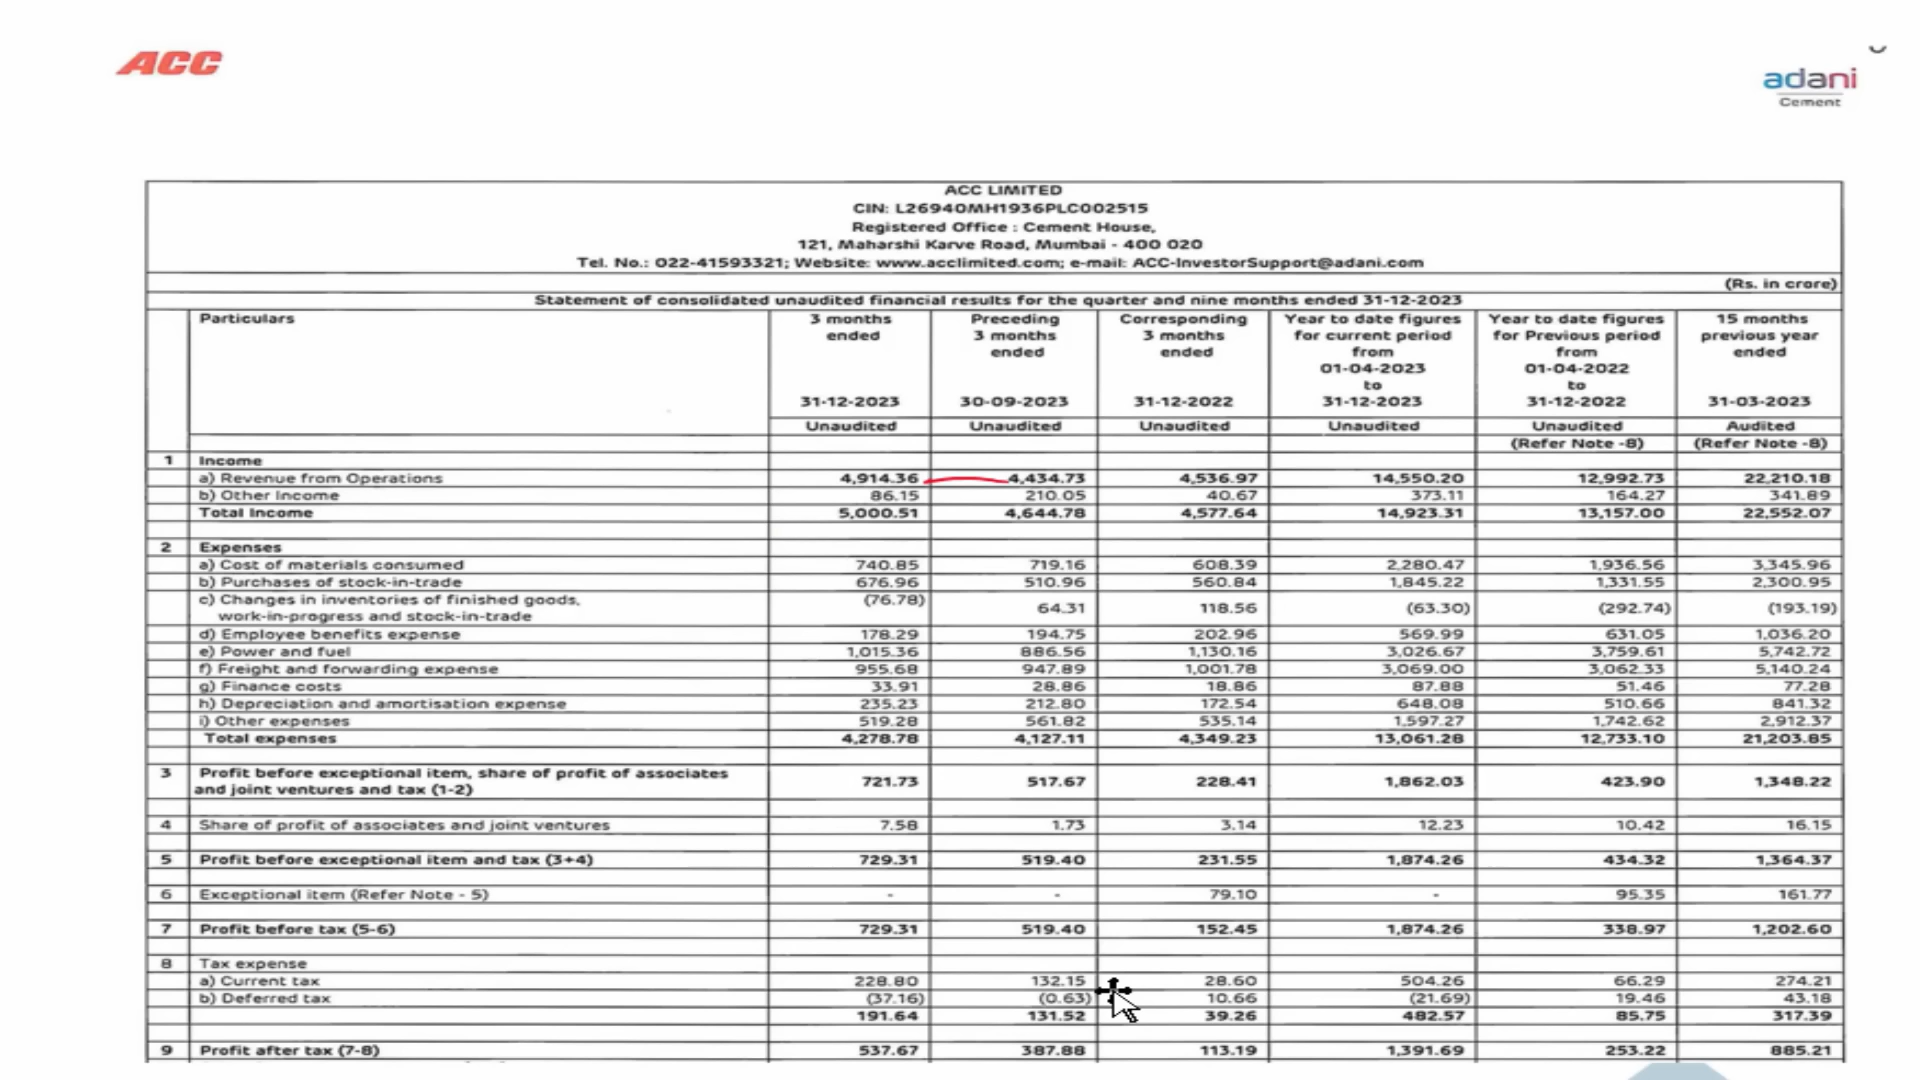 ACC
adani
Cement
ACC LIMITED
CIN: L26940MH1936PLC002515
Registered Office : Cement House,
121, Maharshi Karve Road, Mumbai - 400 020
Tel. No.: 022-41593321; Website: www.acclimited.com; e-mail: ACC-InvestorSupport@adani.com
(Rs. in crore)
Statement of consolidated unaudited financial results for the quarter and nine months ended 31-12-2023
Particulars | 3 months ended 31-12-2023 | Preceding 3 months ended 30-09-2023 | Corresponding 3 months ended 31-12-2022 | Year to date figures for current period from 01-04-2023 to 31-12-2023 | Year to date figures for Previous period from 01-04-2022 to 31-12-2022 | 15 months previous year ended 31-03-2023
Unaudited Unaudited Unaudited Unaudited Unaudited Audited
(Refer Note -8) (Refer Note -8)
1 Income
a) Revenue from Operations 4,914.36 4,434.73 4,536.97 14,550.20 12,992.73 22,210.18
b) Other Income 86.15 210.05 40.67 373.11 164.27 341.89
Total Income 5,000.51 4,644.78 4,577.64 14,923.31 13,157.00 22,552.07
2 Expenses
a) Cost of materials consumed 740.85 719.16 608.39 2,280.47 1,936.56 3,345.96
b) Purchases of stock-in-trade 676.96 510.96 560.84 1,845.22 1,331.55 2,300.95
c) Changes in inventories of finished goods,
work-in-progress and stock-in-trade (76.78) 64.31 118.56 (63.30) (292.74) (193.19)
d) Employee benefits expense 178.29 194.75 202.96 569.99 631.05 1,036.20
e) Power and fuel 1,015.36 886.56 1,130.16 3,026.67 3,759.61 5,742.72
f) Freight and forwarding expense 955.68 947.89 1,001.78 3,069.00 3,062.33 5,140.24
g) Finance costs 33.91 28.86 18.86 87.88 51.46 77.28
h) Depreciation and amortisation expense 235.23 212.80 172.54 648.08 510.66 841.32
i) Other expenses 519.28 561.82 535.14 1,597.27 1,742.62 2,912.37
Total expenses 4,278.78 4,127.11 4,349.23 13,061.28 12,733.10 21,203.85
3 Profit before exceptional item, share of profit of associates
and joint ventures and tax (1-2) 721.73 517.67 228.41 1,862.03 423.90 1,348.22
4 Share of profit of associates and joint ventures 7.58 1.73 3.14 12.23 10.42 16.15
5 Profit before exceptional item and tax (3+4) 729.31 519.40 231.55 1,874.26 434.32 1,364.37
6 Exceptional item (Refer Note - 5) - - 79.10 - 95.35 161.77
7 Profit before tax (5-6) 729.31 519.40 152.45 1,874.26 338.97 1,202.60
8 Tax expense
a) Current tax 228.80 132.15 28.60 504.26 66.29 274.21
b) Deferred tax (37.16) (0.63) 10.66 (21.69) 19.46 43.18
191.64 131.52 39.26 482.57 85.75 317.39
9 Profit after tax (7-8) 537.67 387.88 113.19 1,391.69 253.22 885.21